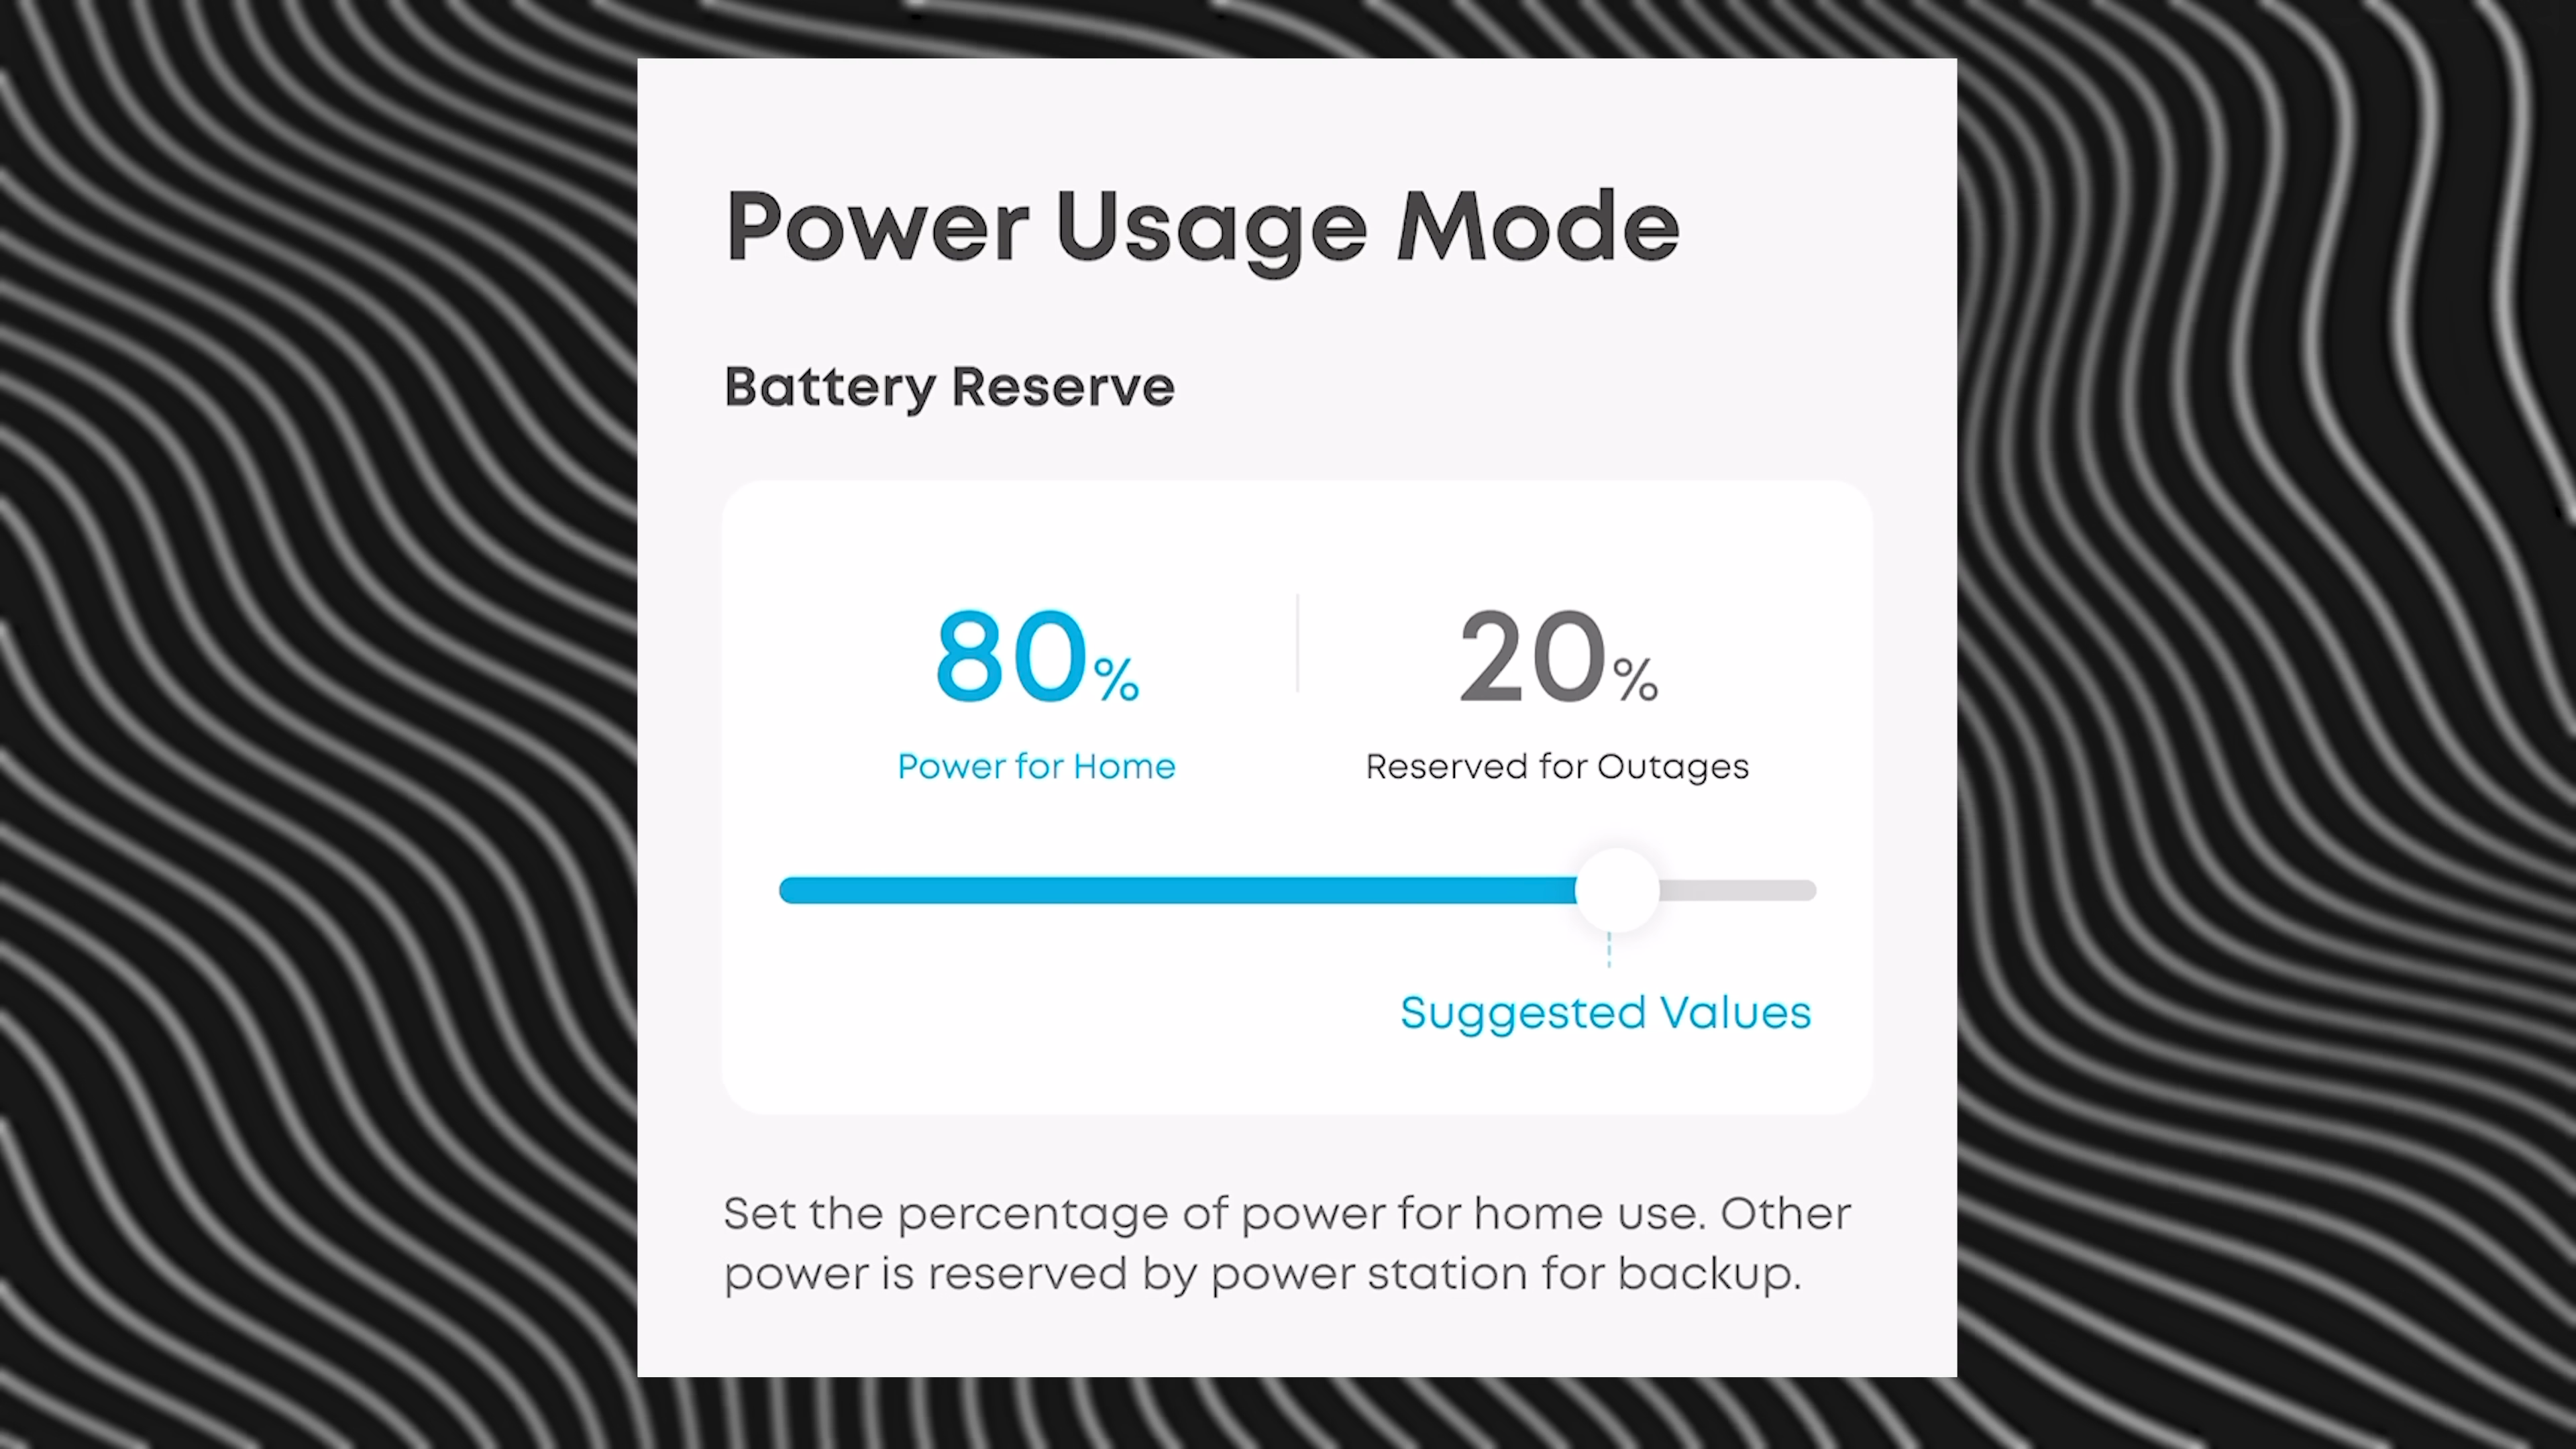 Power Usage Mode
Battery Reserve
80%
20%
Power for Home
Reserved for Outages
Suggested Values
Set the percentage of power for home use. Other
power is reserved by power station for backup.